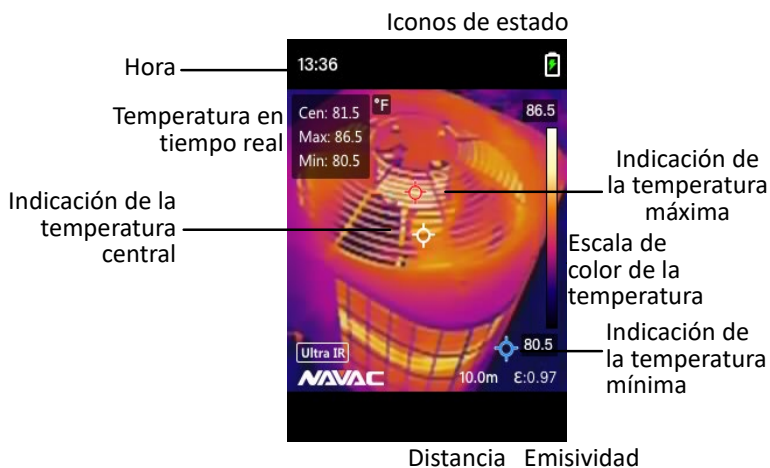 Iconos de estado
Hora
13:36
Temperatura en
tiempo real
Cen: 81.5
Max: 86.5
Min: 80.5
°F
86.5
Indicación de
la temperatura
máxima
Indicación de la
temperatura
central
Escala de
color de la
temperatura
Indicación de
la temperatura
mínima
80.5
Ultra IR
NAVAC
10.0m ε:0.97
Distancia Emisividad